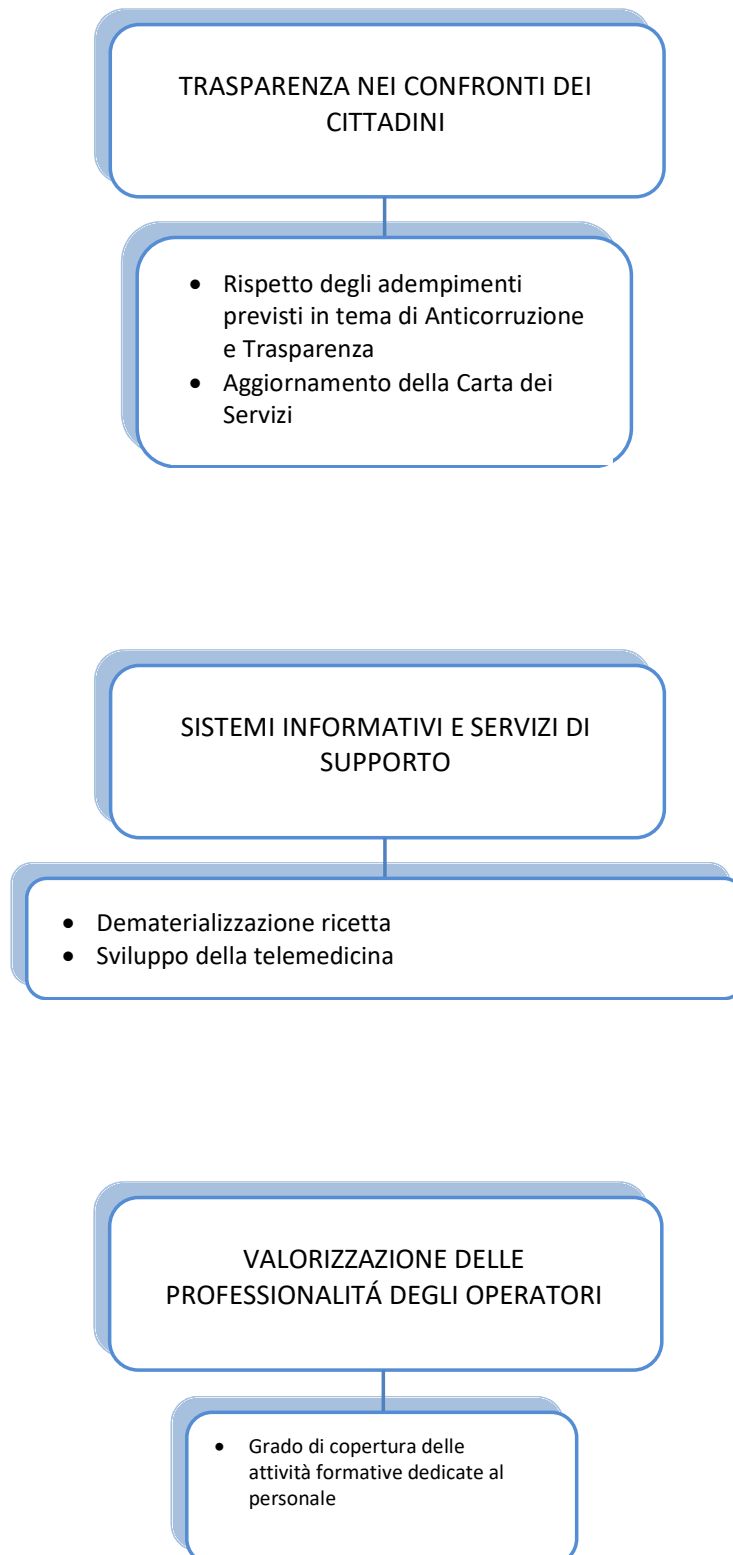 TRASPARENZA NEI CONFRONTI DEI
CITTADINI
• Rispetto degli adempimenti
previsti in tema di Anticorruzione
e Trasparenza
• Aggiornamento della Carta dei
Servizi
SISTEMI INFORMATIVI E SERVIZI DI
SUPPORTO
• Dematerializzazione ricetta
• Sviluppo della telemedicina
VALORIZZAZIONE DELLE
PROFESSIONALITÁ DEGLI OPERATORI
• Grado di copertura delle
attività formative dedicate al
personale